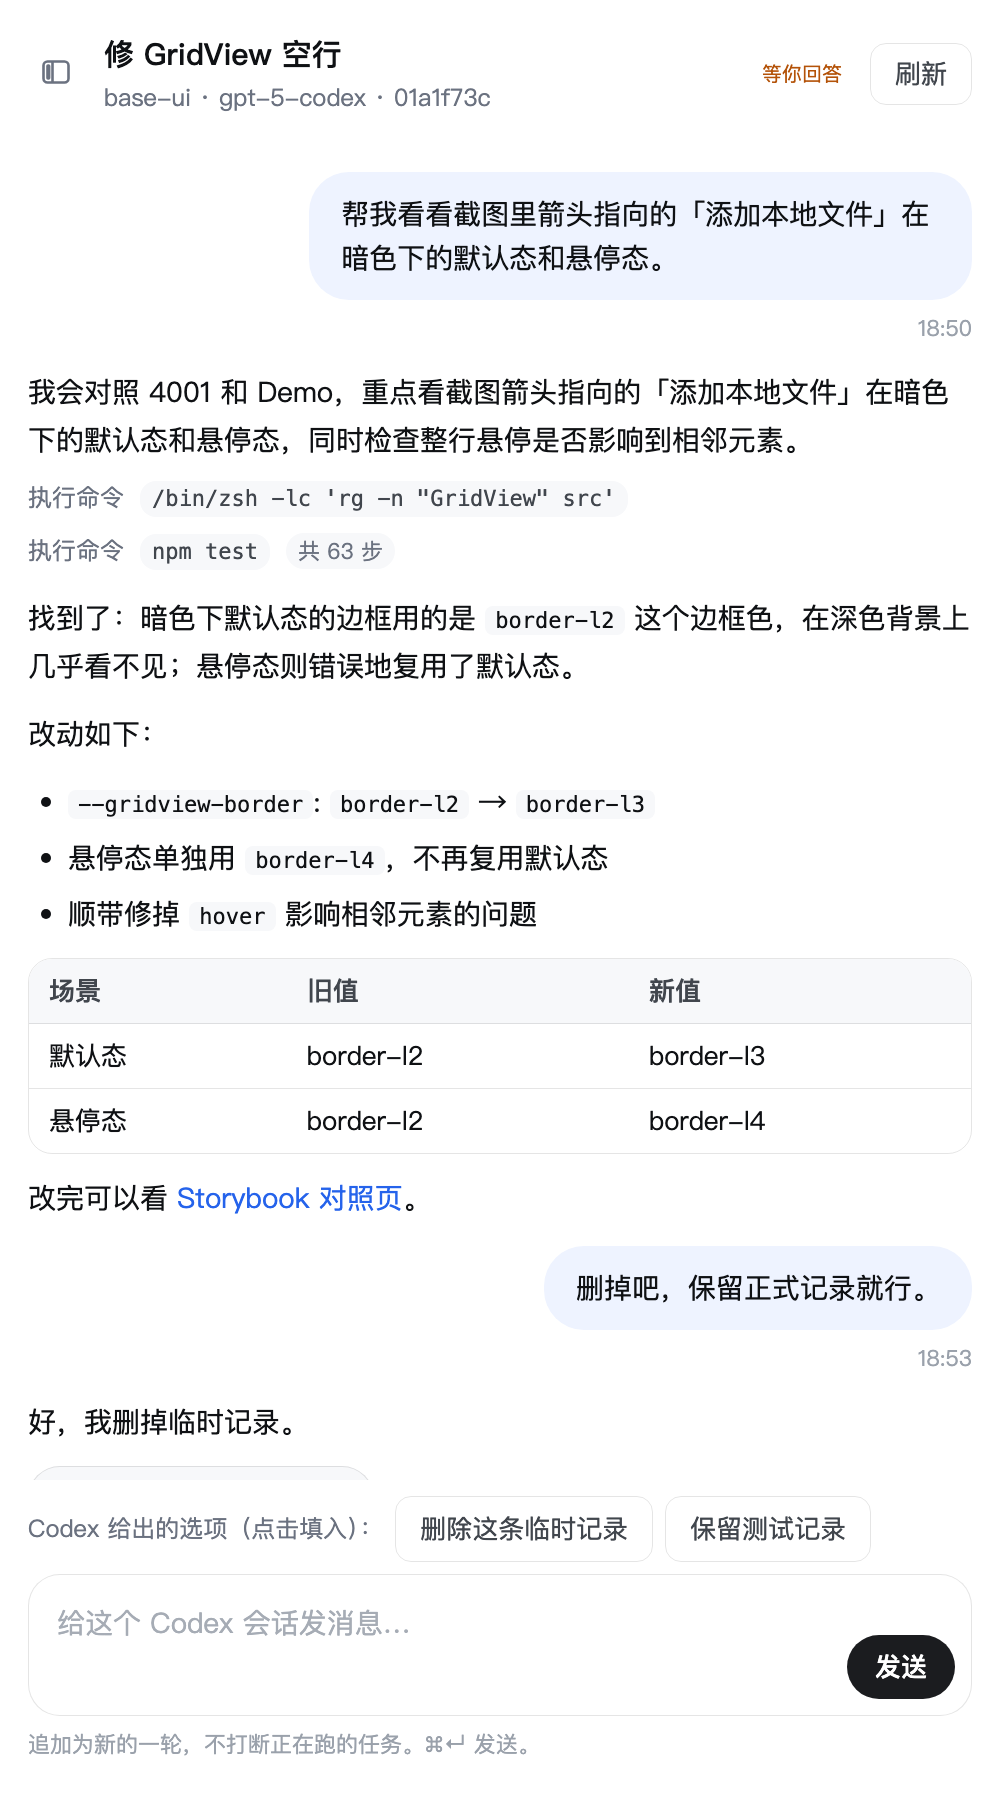 修 GridView 空行
base-ui · gpt-5-codex · 01a1f73c
等你回答
刷新
帮我看看截图里箭头指向的「添加本地文件」在
暗色下的默认态和悬停态。
18:50
我会对照 4001 和 Demo，重点看截图箭头指向的「添加本地文件」在暗色
下的默认态和悬停态，同时检查整行悬停是否影响到相邻元素。
执行命令 /bin/zsh -lc 'rg -n "GridView" src'
执行命令 npm test 共 63 步
找到了：暗色下默认态的边框用的是 border-l2 这个边框色，在深色背景上
几乎看不见；悬停态则错误地复用了默认态。
改动如下：
• --gridview-border：border-l2 → border-l3
• 悬停态单独用 border-l4，不再复用默认态
• 顺带修掉 hover 影响相邻元素的问题
场景 旧值 新值
默认态 border-l2 border-l3
悬停态 border-l2 border-l4
改完可以看 Storybook 对照页。
删掉吧，保留正式记录就行。
18:53
好，我删掉临时记录。
Codex 给出的选项（点击填入）： 删除这条临时记录 保留测试记录
给这个 Codex 会话发消息…
发送
追加为新的一轮，不打断正在跑的任务。⌘↵ 发送。